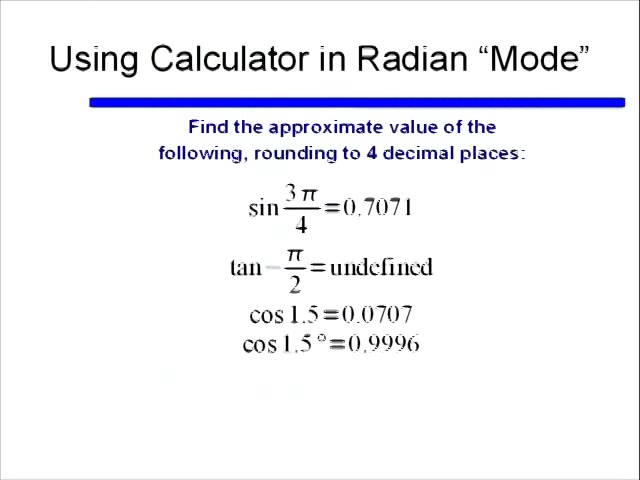 Using Calculator in Radian “Mode”
Find the approximate value of the
following, rounding to 4 decimal places:
sin 3π/4 = 0.7071
tan − π/2 = undefined
cos 1.5 = 0.0707
cos 1.5° = 0.9996